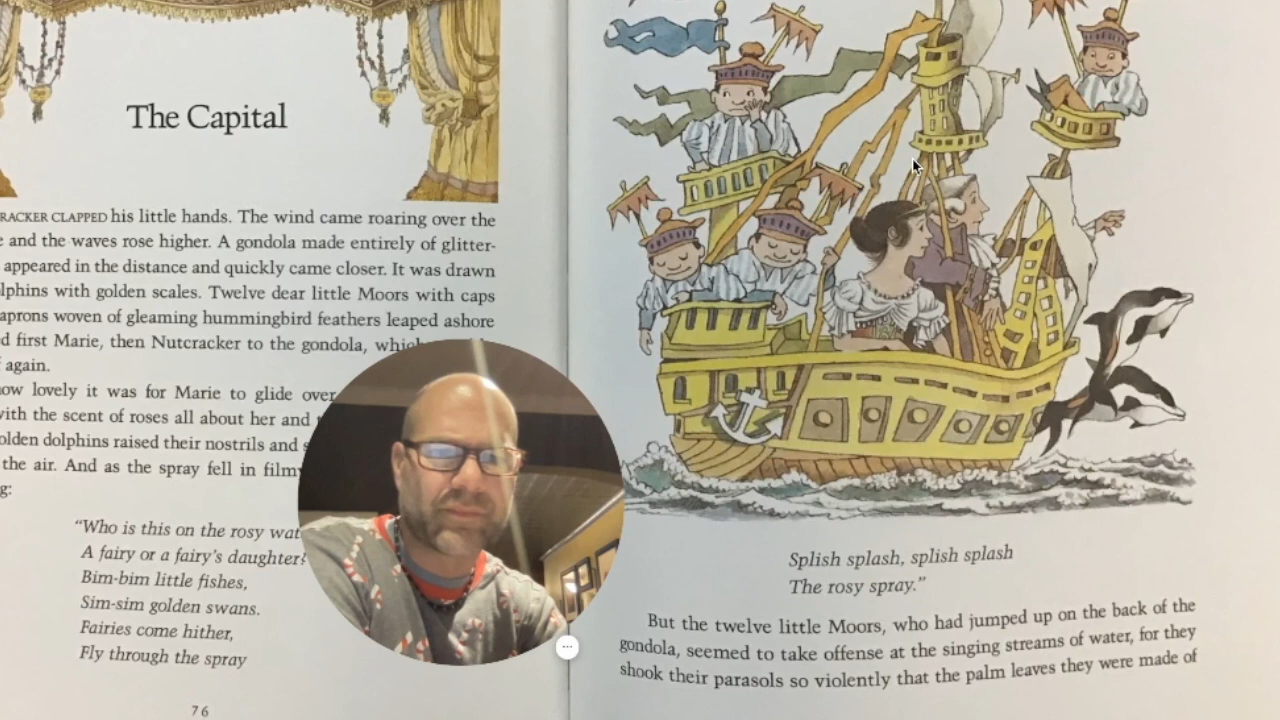 The Capital
RACKER CLAPPED his little hands. The wind came roaring over the
and the waves rose higher. A gondola made entirely of glitter-
appeared in the distance and quickly came closer. It was drawn
lphins with golden scales. Twelve dear little Moors with caps
aprons woven of gleaming hummingbird feathers leaped ashore
d first Marie, then Nutcracker to the gondola, which
again.
ow lovely it was for Marie to glide over
with the scent of roses all about her and
olden dolphins raised their nostrils and s
the air. And as the spray fell in film
g:
"Who is this on the rosy wat
A fairy or a fairy's daughter?
Bim-bim little fishes,
Sim-sim golden swans.
Fairies come hither,
Fly through the spray
76
Splish splash, splish splash
The rosy spray."
But the twelve little Moors, who had jumped up on the back of the
gondola, seemed to take offense at the singing streams of water, for they
shook their parasols so violently that the palm leaves they were made of